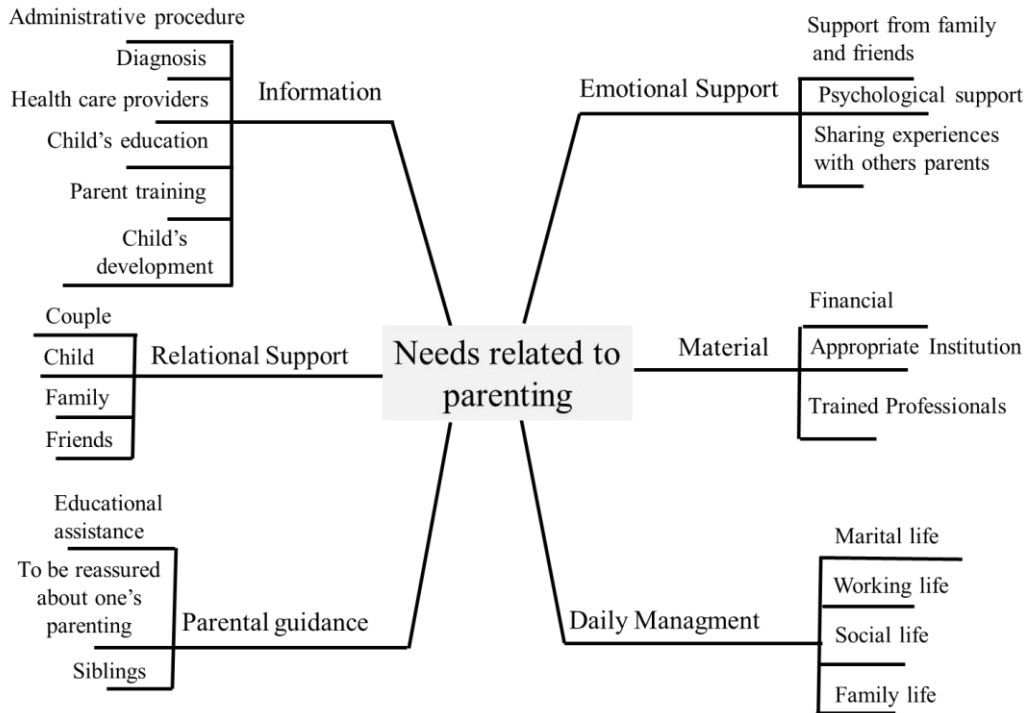 Administrative procedure
Diagnosis
Health care providers
Child's education
Parent training
Child's
development
Information
Couple
Child
Family
Friends
Relational Support
Educational
assistance
To be reassured
about one's
parenting
Siblings
Parental guidance
Needs related to
parenting
Emotional Support
Support from family
and friends
Psychological support
Sharing experiences
with others parents
Material
Financial
Appropriate Institution
Trained Professionals
Daily Managment
Marital life
Working life
Social life
Family life